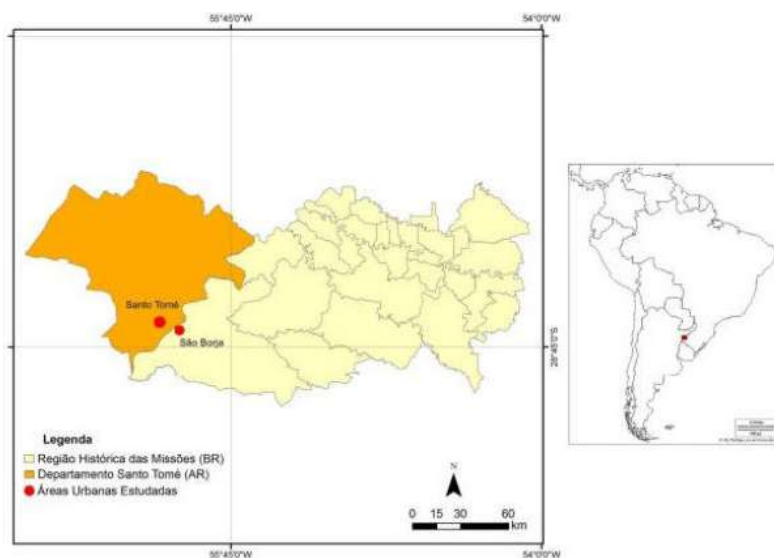 55°45'0"W
54°0'0"W
Santo Tomé
São Borja
28°45'0"S
Legenda
Região Histórica das Missões (BR)
Departamento Santo Tomé (AR)
Áreas Urbanas Estudadas
N
0 15 30 60
km
55°45'0"W
54°0'0"W